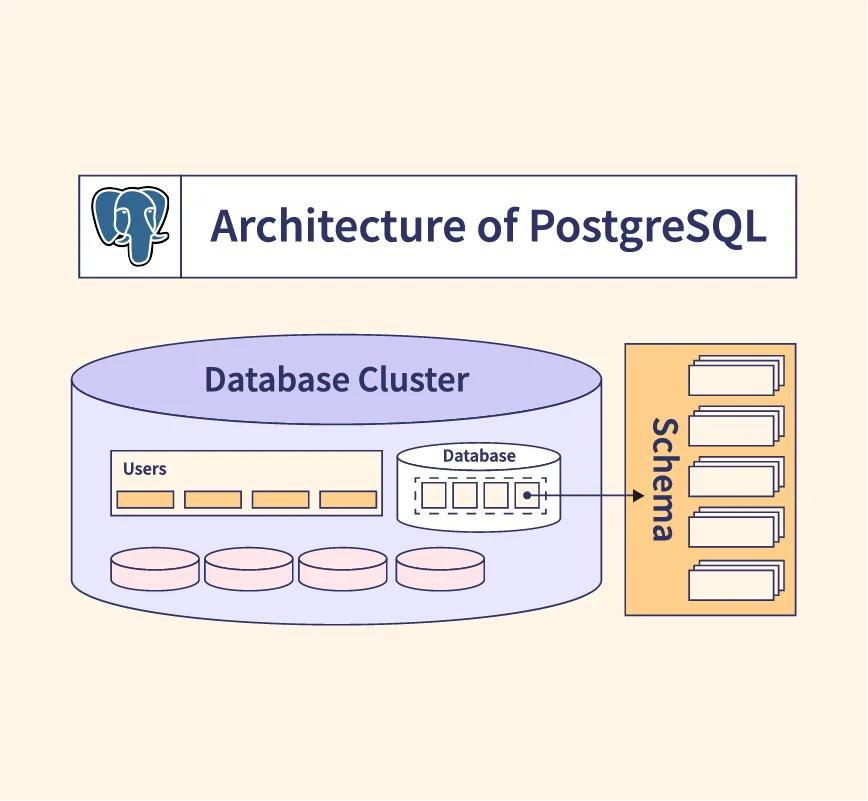 Architecture of PostgreSQL
Database Cluster
Users
Database
Schema